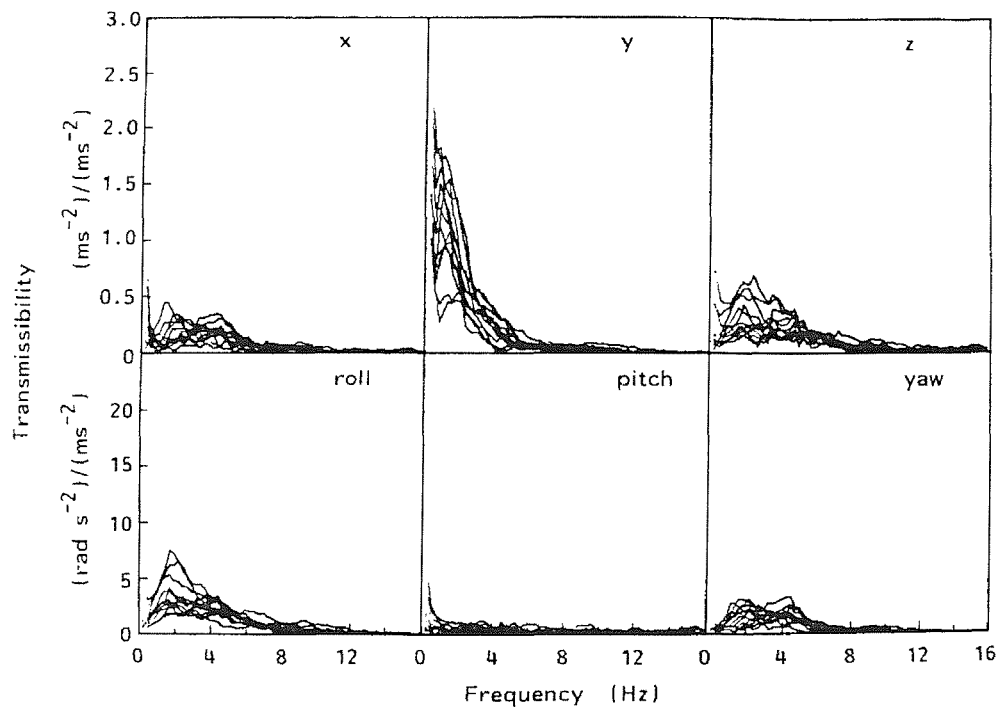 3.0
2.5
2.0
1.5
1.0
0.5
0
x
y
z
Transmissibility
(ms⁻²)/(ms⁻²)
(rad s⁻²)/(ms⁻²)
20
15
10
5
0
roll
pitch
yaw
0 4 8 12 0 4 8 12 0 4 8 12 16
Frequency (Hz)